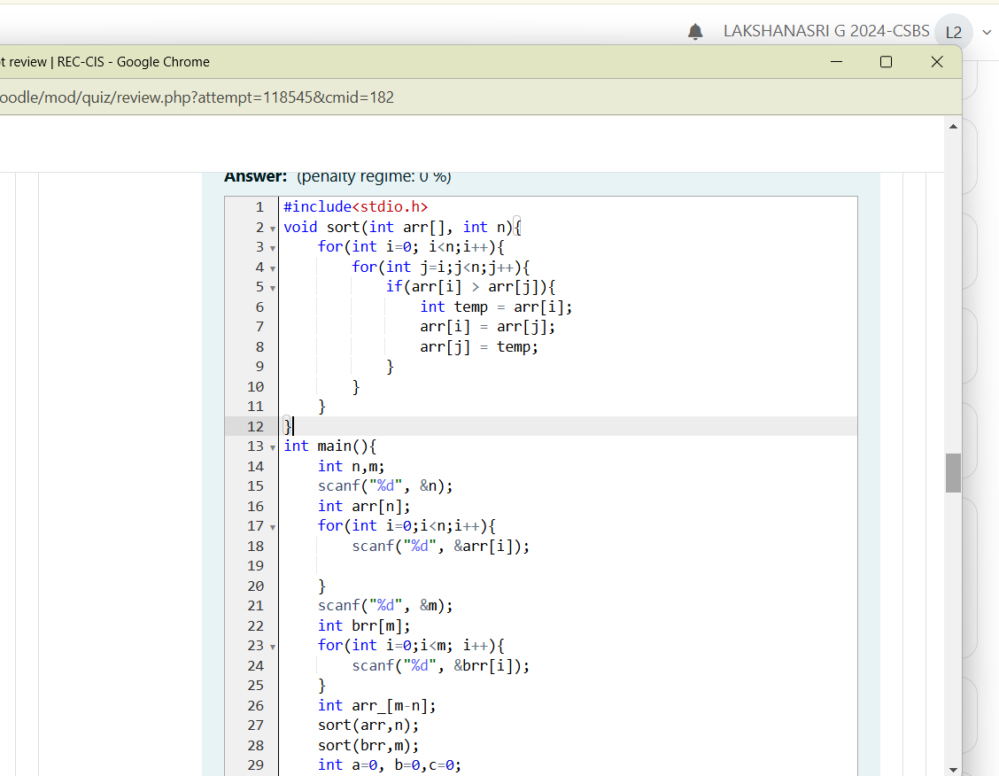 LAKSHANASRI G 2024-CSBS L2
t review | REC-CIS - Google Chrome
oodle/mod/quiz/review.php?attempt=118545&cmid=182
Answer: (penalty regime: 0 %)
1 #include<stdio.h>
2 void sort(int arr[], int n){
3     for(int i=0; i<n;i++){
4         for(int j=i;j<n;j++){
5             if(arr[i] > arr[j]){
6                 int temp = arr[i];
7                 arr[i] = arr[j];
8                 arr[j] = temp;
9             }
10         }
11     }
12 }
13 int main(){
14     int n,m;
15     scanf("%d", &n);
16     int arr[n];
17     for(int i=0;i<n;i++){
18         scanf("%d", &arr[i]);
19
20     }
21     scanf("%d", &m);
22     int brr[m];
23     for(int i=0;i<m; i++){
24         scanf("%d", &brr[i]);
25     }
26     int arr_[m-n];
27     sort(arr,n);
28     sort(brr,m);
29     int a=0, b=0,c=0;